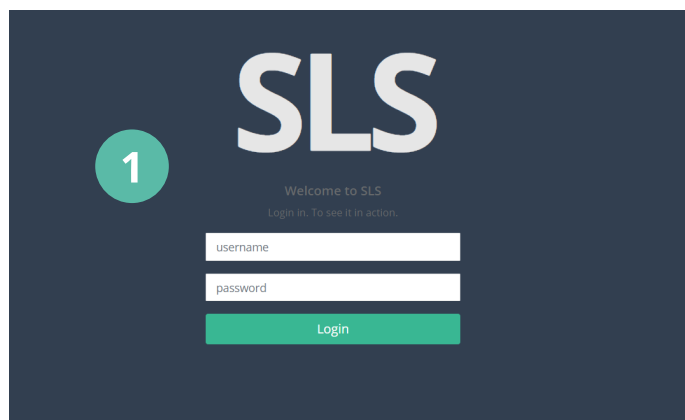 SLS
1
Welcome to SLS
Login in. To see it in action.
username
password
Login